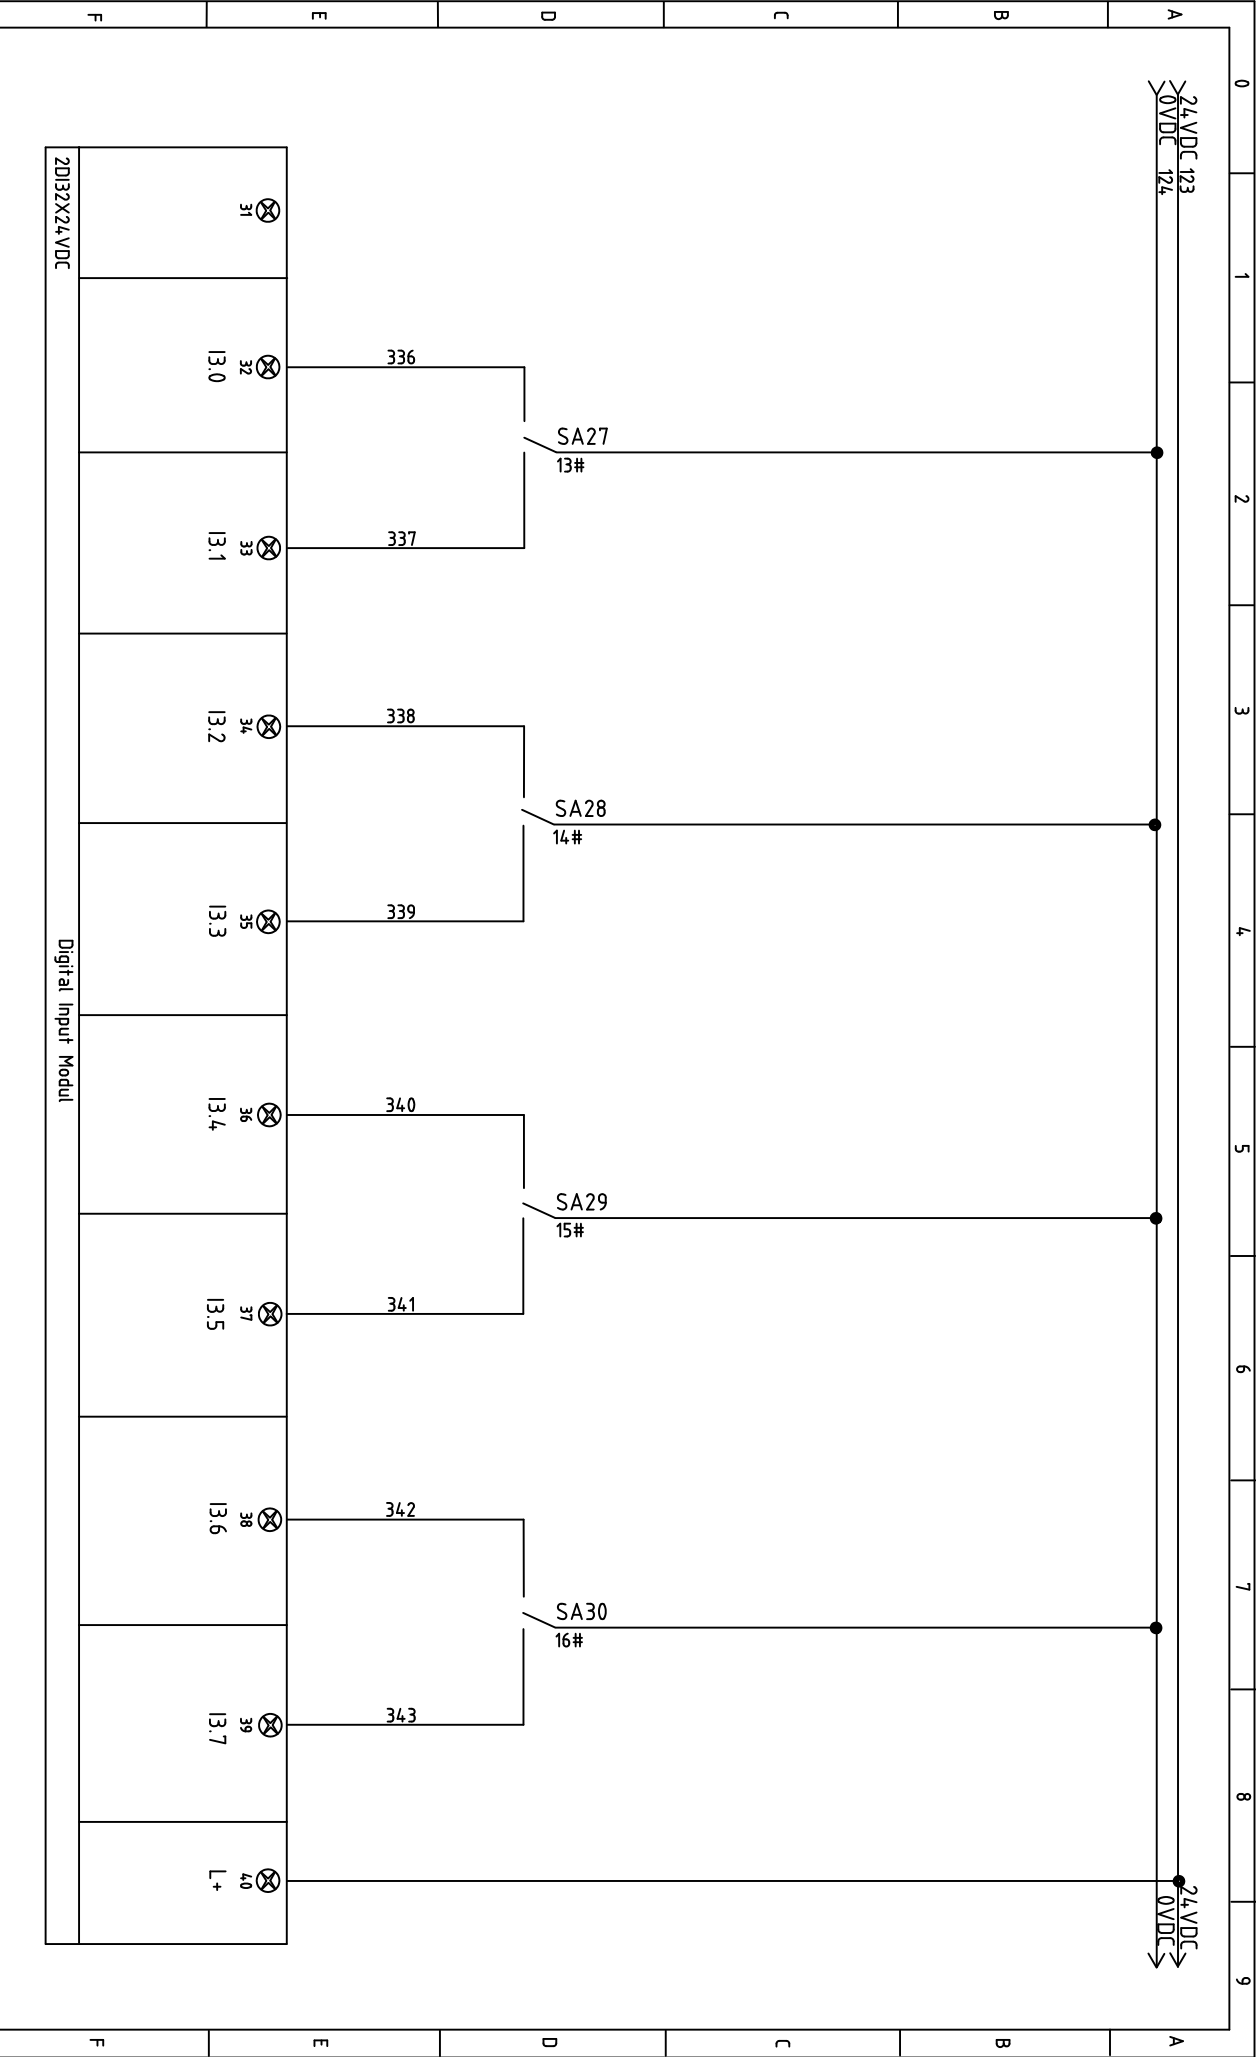 0
1
2
3
4
5
6
7
8
9
A
B
C
D
E
F
24VDC 123
0VDC 124
24VDC
0VDC
SA27
13#
SA28
14#
SA29
15#
SA30
16#
336
337
338
339
340
341
342
343
31
32
33
34
35
36
37
38
39
40
I3.0
I3.1
I3.2
I3.3
I3.4
I3.5
I3.6
I3.7
L+
2DI32X24VDC
Digital Input Modul
A
B
C
D
E
F